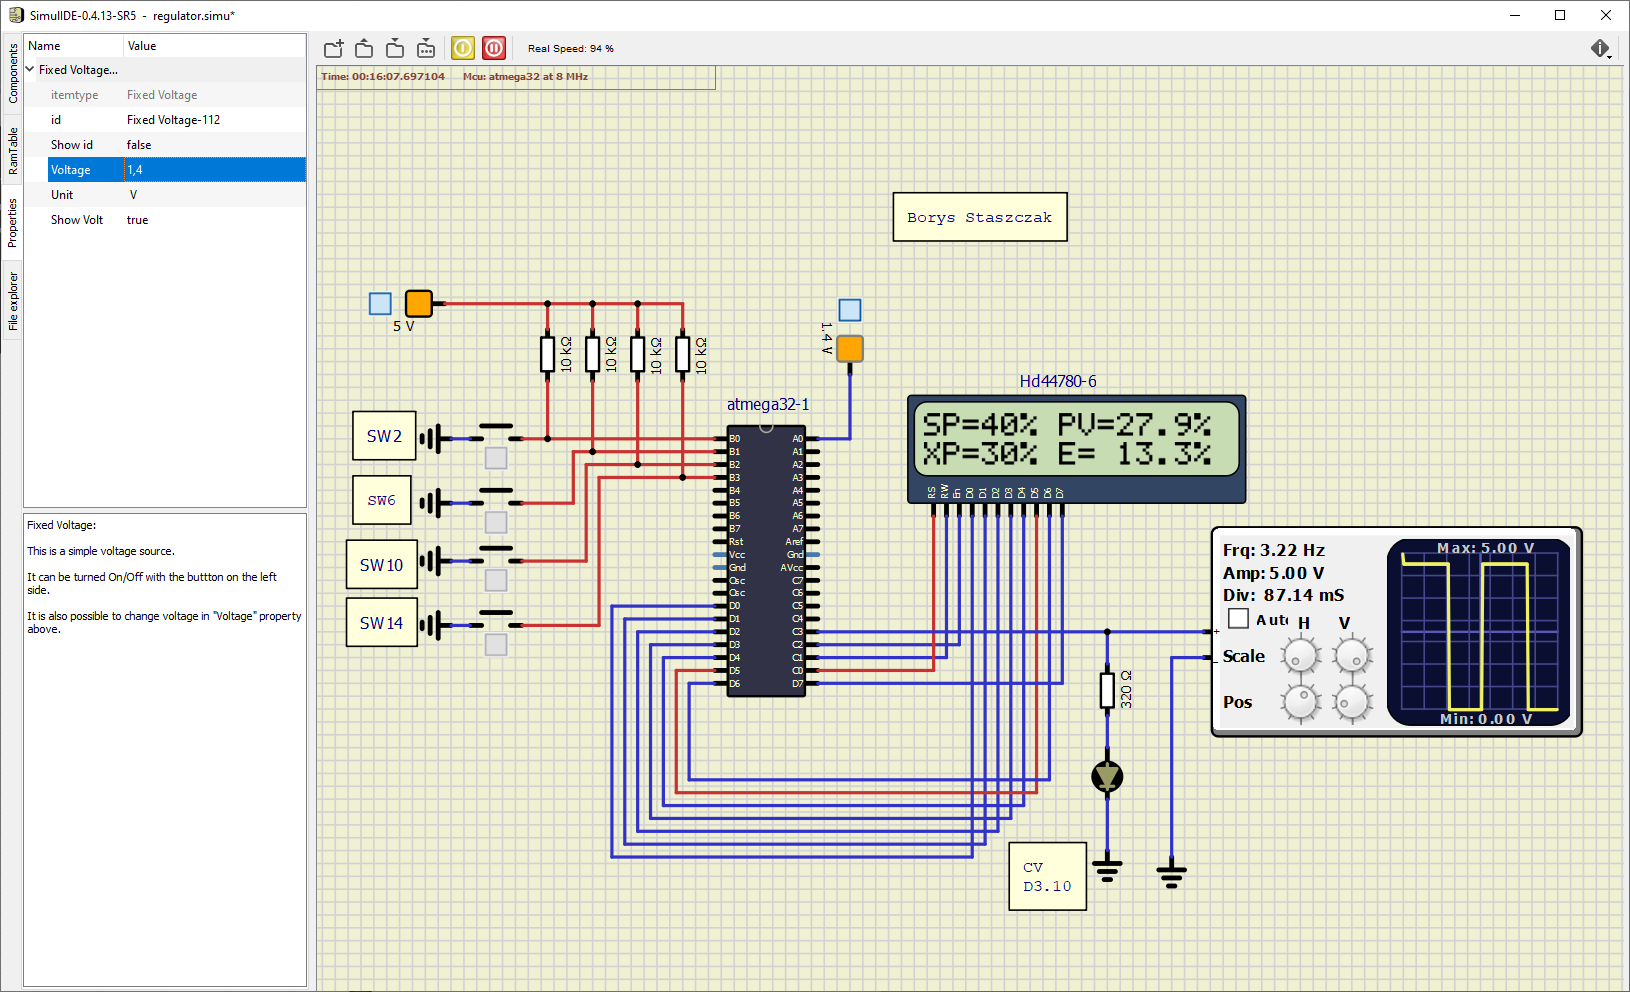 SimulIDE-0.4.13-SR5 - regulator.simu*
Components
RamTable
Properties
File explorer
Name Value
Fixed Voltage...
itemtype Fixed Voltage
id Fixed Voltage-112
Show id false
Voltage 1,4
Unit V
Show Volt true
Fixed Voltage:
This is a simple voltage source.
It can be turned On/Off with the buttton on the left
side.
It is also possible to change voltage in "Voltage" property
above.
Real Speed: 94 %
Time: 00:16:07.697104 Mcu: atmega32 at 8 MHz
Borys Staszczak
5 V
10 kΩ
10 kΩ
10 kΩ
10 kΩ
1.4 V
SW2
SW6
SW10
SW14
atmega32-1
B0 A0
B1 A1
B2 A2
B3 A3
B4 A4
B5 A5
B6 A6
B7 A7
Rst Aref
Vcc Gnd
Gnd AVcc
Osc C7
Osc C6
D0 C5
D1 C4
D2 C3
D3 C2
D4 C1
D5 C0
D6 D7
Hd44780-6
SP=40% PV=27.9%
XP=30% E= 13.3%
RS RW En D0 D1 D2 D3 D4 D5 D6 D7
320 Ω
CV
D3.10
Frq: 3.22 Hz
Amp: 5.00 V
Div: 87.14 mS
Auto H V
+
-
Scale
Pos
Max: 5.00 V
Min: 0.00 V